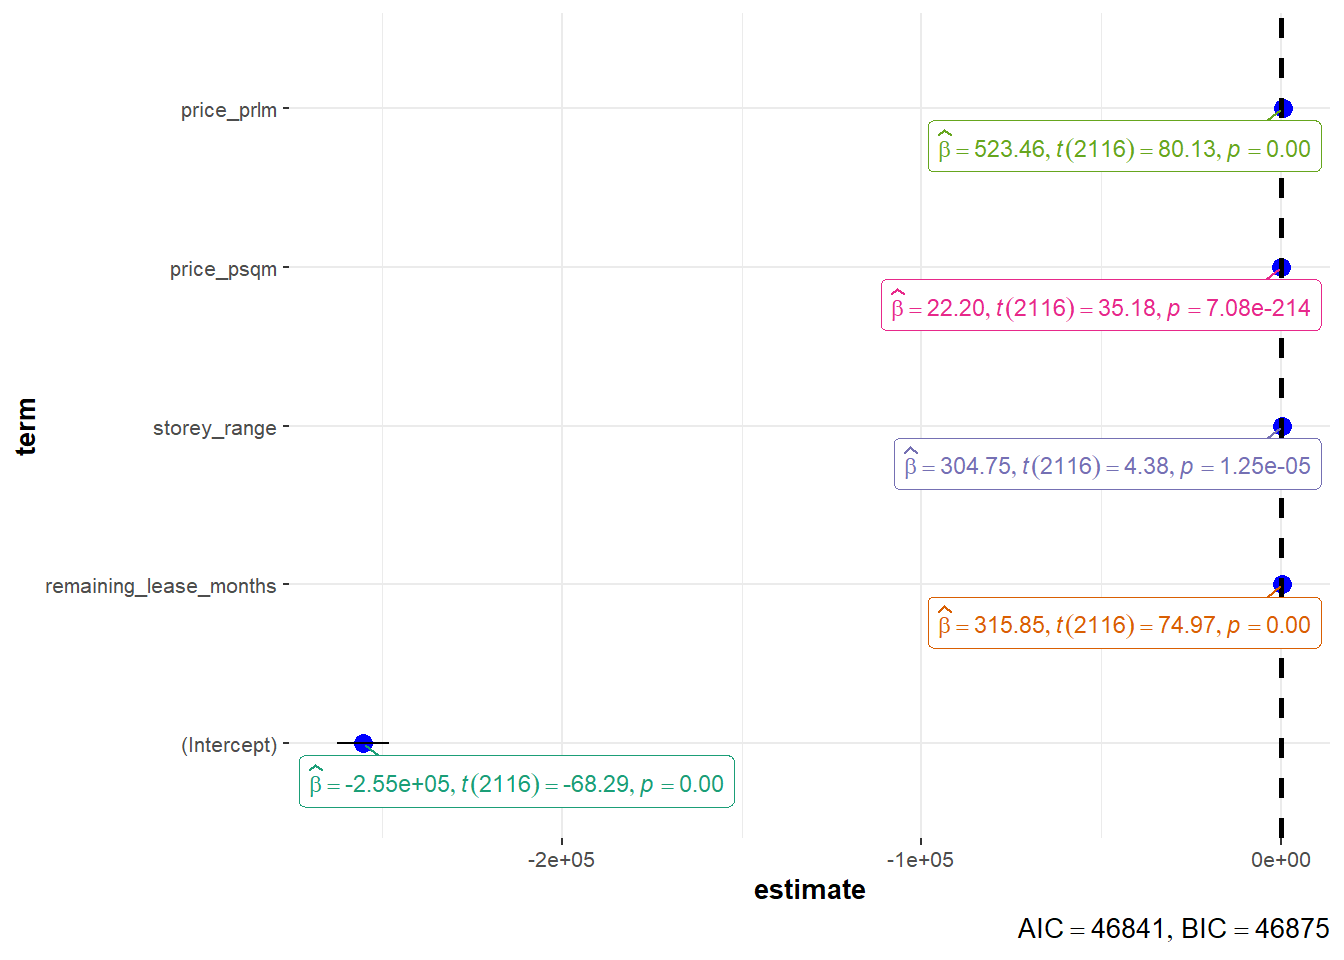 price_prlm
β̂ = 523.46, t(2116) = 80.13, p = 0.00
price_psqm
β̂ = 22.20, t(2116) = 35.18, p = 7.08e-214
term
storey_range
β̂ = 304.75, t(2116) = 4.38, p = 1.25e-05
remaining_lease_months
β̂ = 315.85, t(2116) = 74.97, p = 0.00
(Intercept)
β̂ = -2.55e+05, t(2116) = -68.29, p = 0.00
-2e+05 -1e+05 0e+00
estimate
AIC = 46841, BIC = 46875